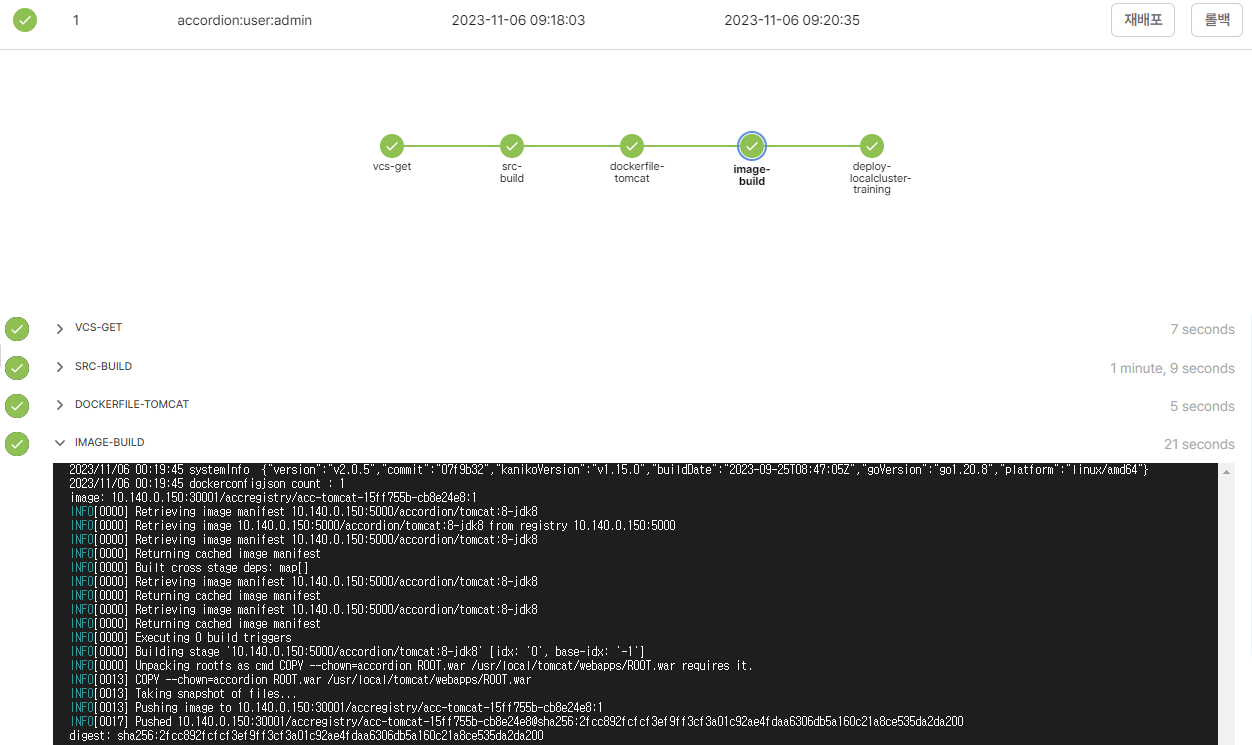 1 accordion:user:admin 2023-11-06 09:18:03 2023-11-06 09:20:35 재배포 롤백
vcs-get
src-
build
dockerfile-
tomcat
image-
build
deploy-
localcluster-
training
VCS-GET 7 seconds
SRC-BUILD 1 minute, 9 seconds
DOCKERFILE-TOMCAT 5 seconds
IMAGE-BUILD 21 seconds
2023/11/06 00:19:45 systemInfo {"version":"v2.0.5","commit":"07f9b32","kanikoVersion":"v1.15.0","buildDate":"2023-09-25T08:47:05Z","goVersion":"go1.20.8","platform":"linux/amd64"}
2023/11/06 00:19:45 dockerconfigjson count : 1
image: 10.140.0.150:30001/accregistry/acc-tomcat-15ff755b-cb8e24e8:1
INFO[0000] Retrieving image manifest 10.140.0.150:5000/accordion/tomcat:8-jdk8
INFO[0000] Retrieving image 10.140.0.150:5000/accordion/tomcat:8-jdk8 from registry 10.140.0.150:5000
INFO[0000] Retrieving image manifest 10.140.0.150:5000/accordion/tomcat:8-jdk8
INFO[0000] Returning cached image manifest
INFO[0000] Built cross stage deps: map[]
INFO[0000] Retrieving image manifest 10.140.0.150:5000/accordion/tomcat:8-jdk8
INFO[0000] Returning cached image manifest
INFO[0000] Retrieving image manifest 10.140.0.150:5000/accordion/tomcat:8-jdk8
INFO[0000] Returning cached image manifest
INFO[0000] Executing 0 build triggers
INFO[0000] Building stage '10.140.0.150:5000/accordion/tomcat:8-jdk8' [idx: '0', base-idx: '-1']
INFO[0000] Unpacking rootfs as cmd COPY --chown=accordion ROOT.war /usr/local/tomcat/webapps/ROOT.war requires it.
INFO[0013] COPY --chown=accordion ROOT.war /usr/local/tomcat/webapps/ROOT.war
INFO[0013] Taking snapshot of files...
INFO[0013] Pushing image to 10.140.0.150:30001/accregistry/acc-tomcat-15ff755b-cb8e24e8:1
INFO[0017] Pushed 10.140.0.150:30001/accregistry/acc-tomcat-15ff755b-cb8e24e8@sha256:2fcc892fcfcf3ef9ff3cf3a01c92ae4fdaa6306db5a160c21a8ce535da2da200
digest: sha256:2fcc892fcfcf3ef9ff3cf3a01c92ae4fdaa6306db5a160c21a8ce535da2da200